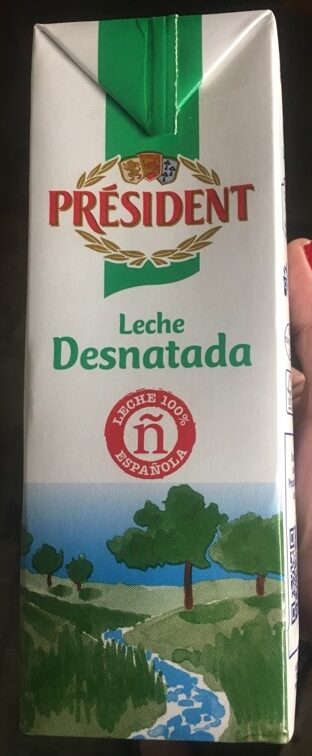 PRÉSIDENT
Leche
Desnatada
LECHE 100%
ñ
ESPAÑOLA